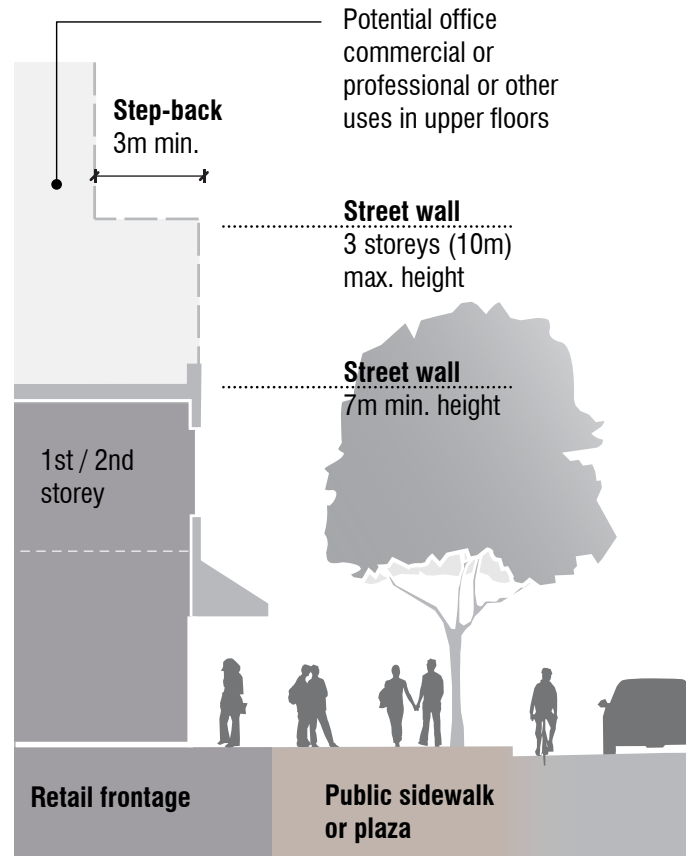 Potential office
commercial or
professional or other
uses in upper floors
Step-back
3m min.
Street wall
3 storeys (10m)
max. height
Street wall
7m min. height
1st / 2nd
storey
Retail frontage
Public sidewalk
or plaza